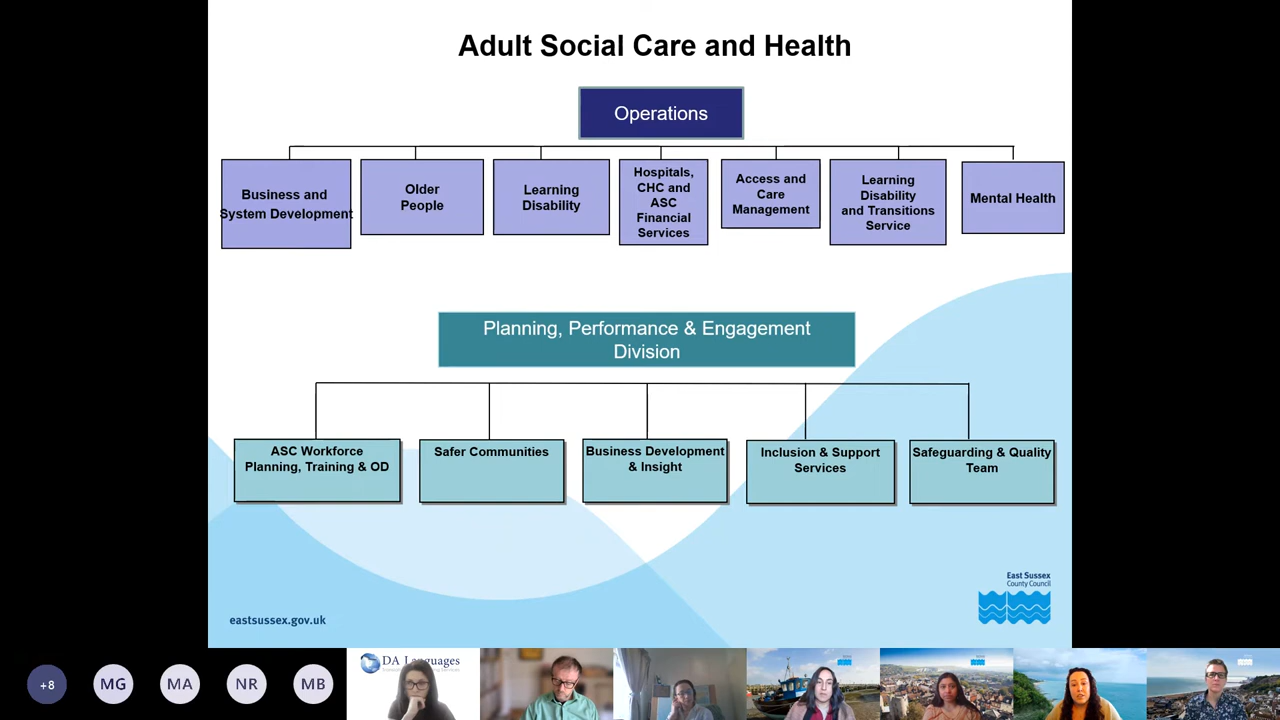 Adult Social Care and Health
Operations
Business and
System Development
Older
People
Learning
Disability
Hospitals,
CHC and
ASC
Financial
Services
Access and
Care
Management
Learning
Disability
and Transitions
Service
Mental Health
Planning, Performance & Engagement
Division
ASC Workforce
Planning, Training & OD
Safer Communities
Business Development
& Insight
Inclusion & Support
Services
Safeguarding & Quality
Team
East Sussex
County Council
eastsussex.gov.uk
+8
MG
MA
NR
MB
DA Languages